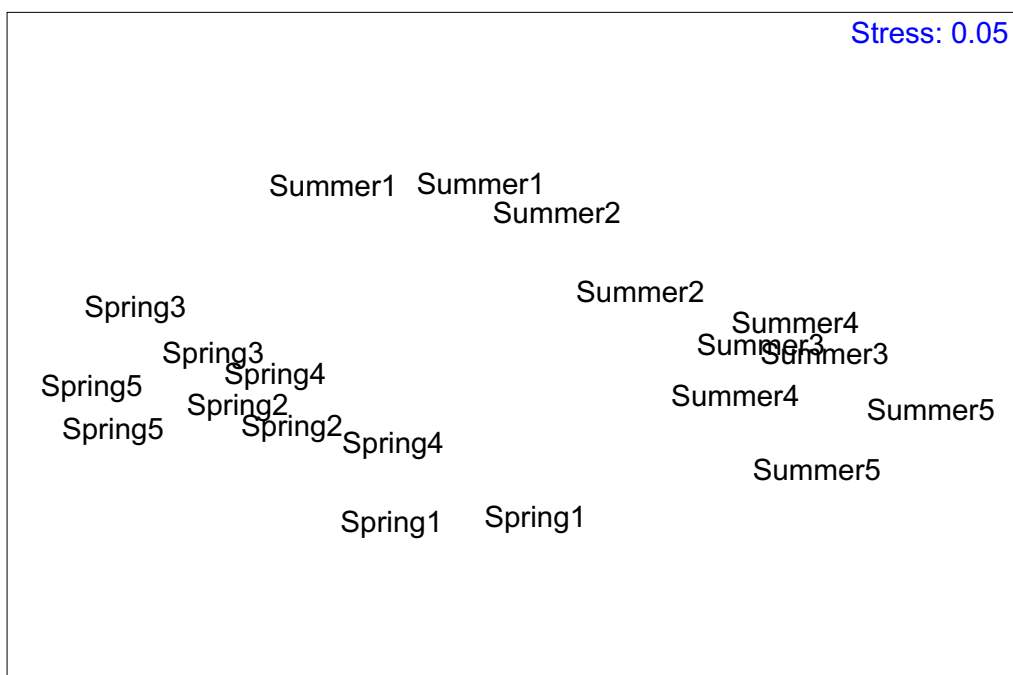 Stress: 0.05
Summer1 Summer1
Summer2
Summer2
Spring3
Summer4
Spring3 Summer3 Summer3
Spring4
Spring5 Summer4
Spring2 Summer5
Spring5 Spring2
Spring4
Summer5
Spring1 Spring1